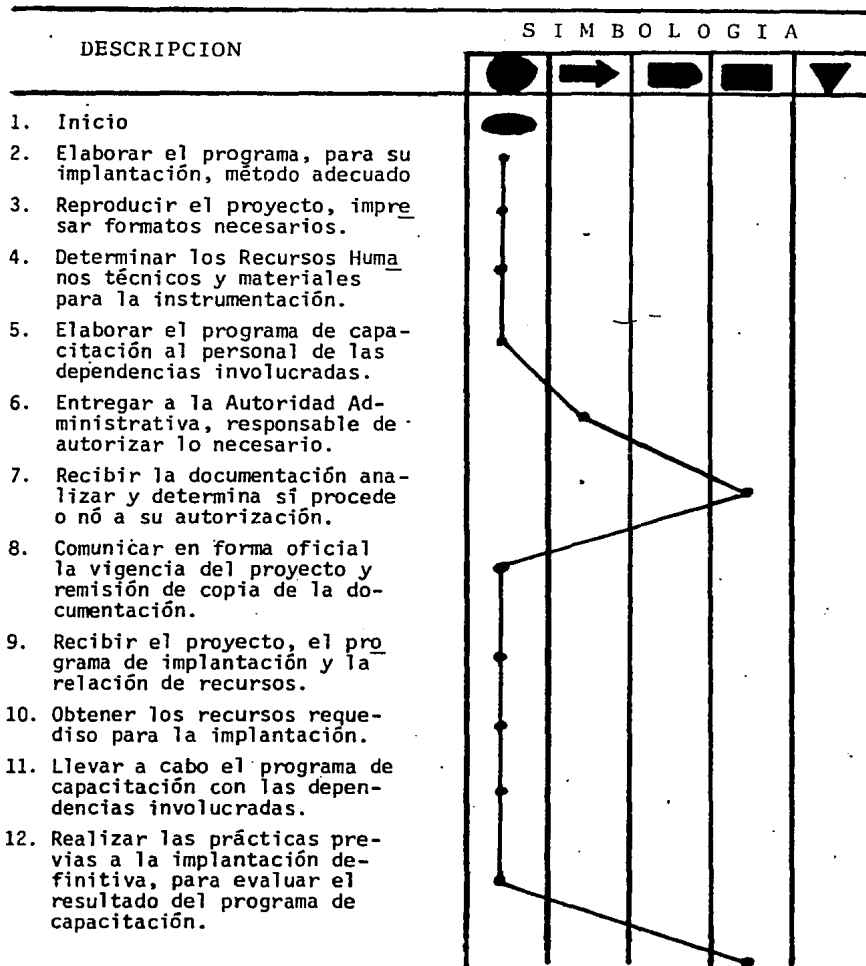 S I M B O L O G I A
DESCRIPCION
1. Inicio
2. Elaborar el programa, para su
implantación, método adecuado
3. Reproducir el proyecto, impre
sar formatos necesarios.
4. Determinar los Recursos Huma
nos técnicos y materiales
para la instrumentación.
5. Elaborar el programa de capa-
citación al personal de las
dependencias involucradas.
6. Entregar a la Autoridad Ad-
ministrativa, responsable de
autorizar lo necesario.
7. Recibir la documentación ana-
lizar y determina sí procede
o nó a su autorización.
8. Comunicar en forma oficial
la vigencia del proyecto y
remisión de copia de la do-
cumentación.
9. Recibir el proyecto, el pro
grama de implantación y la
relación de recursos.
10. Obtener los recursos reque-
diso para la implantación.
11. Llevar a cabo el programa de
capacitación con las depen-
dencias involucradas.
12. Realizar las prácticas pre-
vias a la implantación de-
finitiva, para evaluar el
resultado del programa de
capacitación.